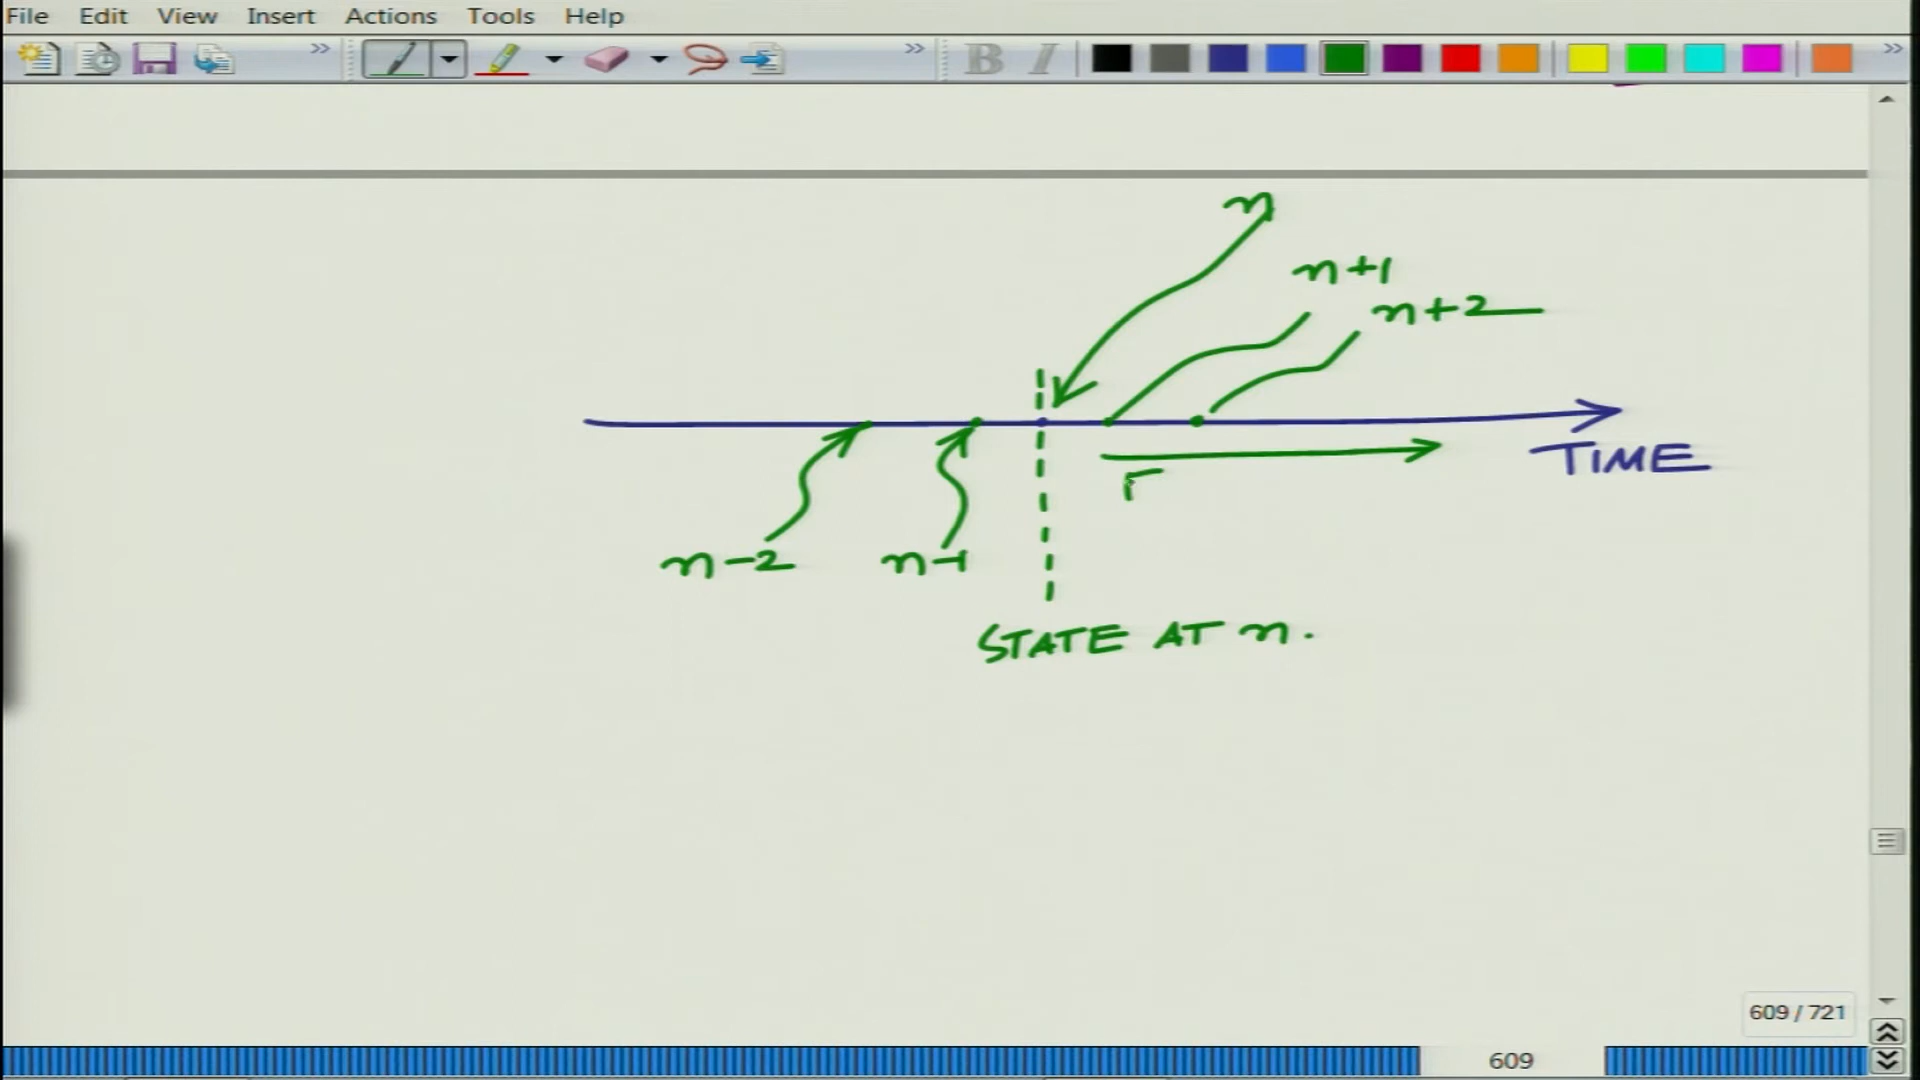 File Edit View Insert Actions Tools Help
B I
n
n+1
n+2
TIME
n-2 n-1
STATE AT n.
609 / 721
609